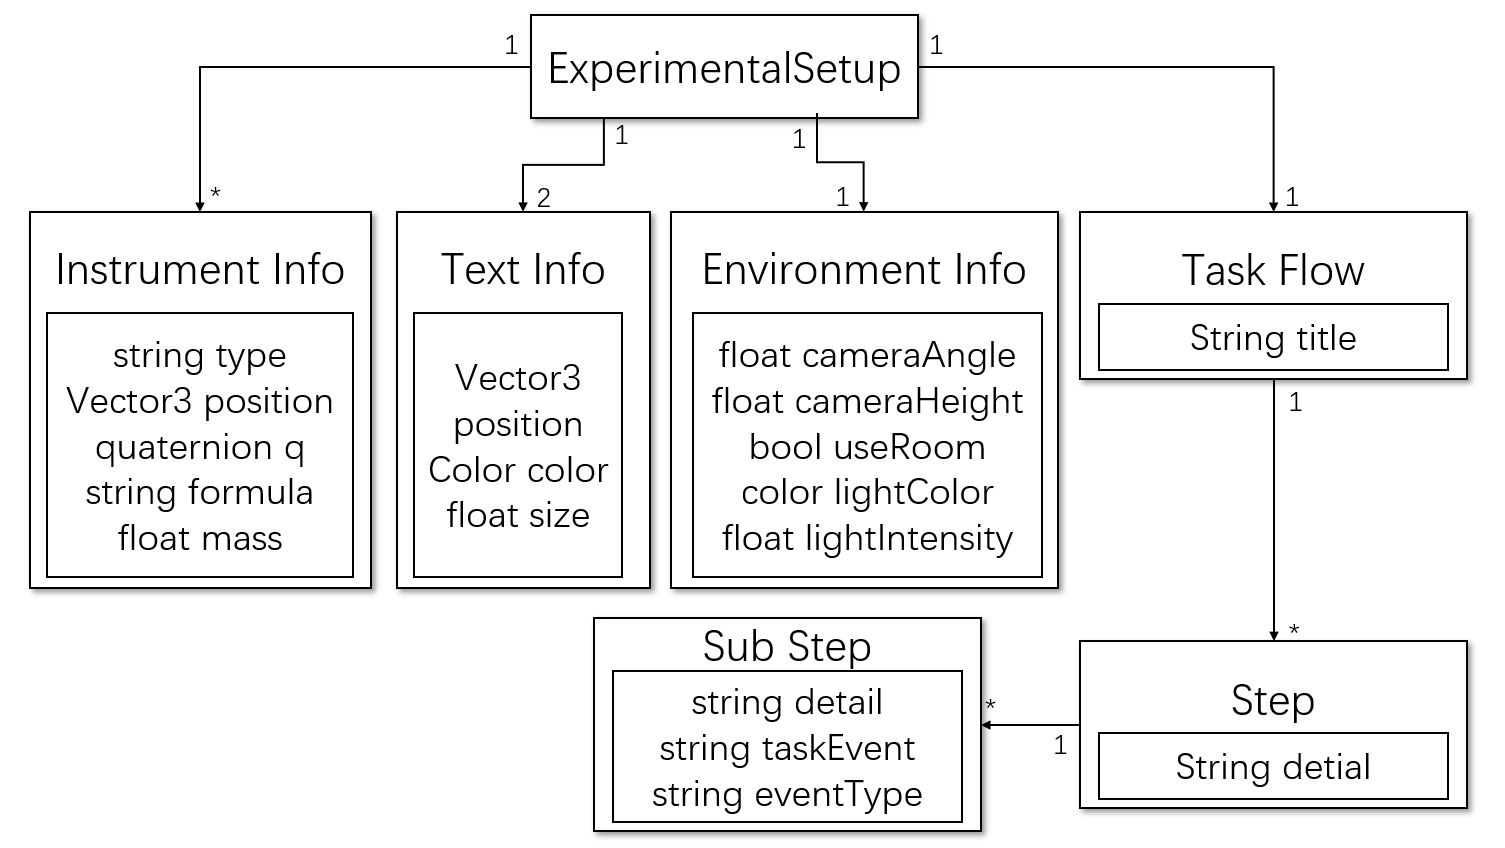 ExperimentalSetup
1
1
1
1
*
2
1
1
Instrument Info
string type
Vector3 position
quaternion q
string formula
float mass
Text Info
Vector3
position
Color color
float size
Environment Info
float cameraAngle
float cameraHeight
bool useRoom
color lightColor
float lightIntensity
Task Flow
String title
1
*
Step
String detial
1
*
Sub Step
string detail
string taskEvent
string eventType